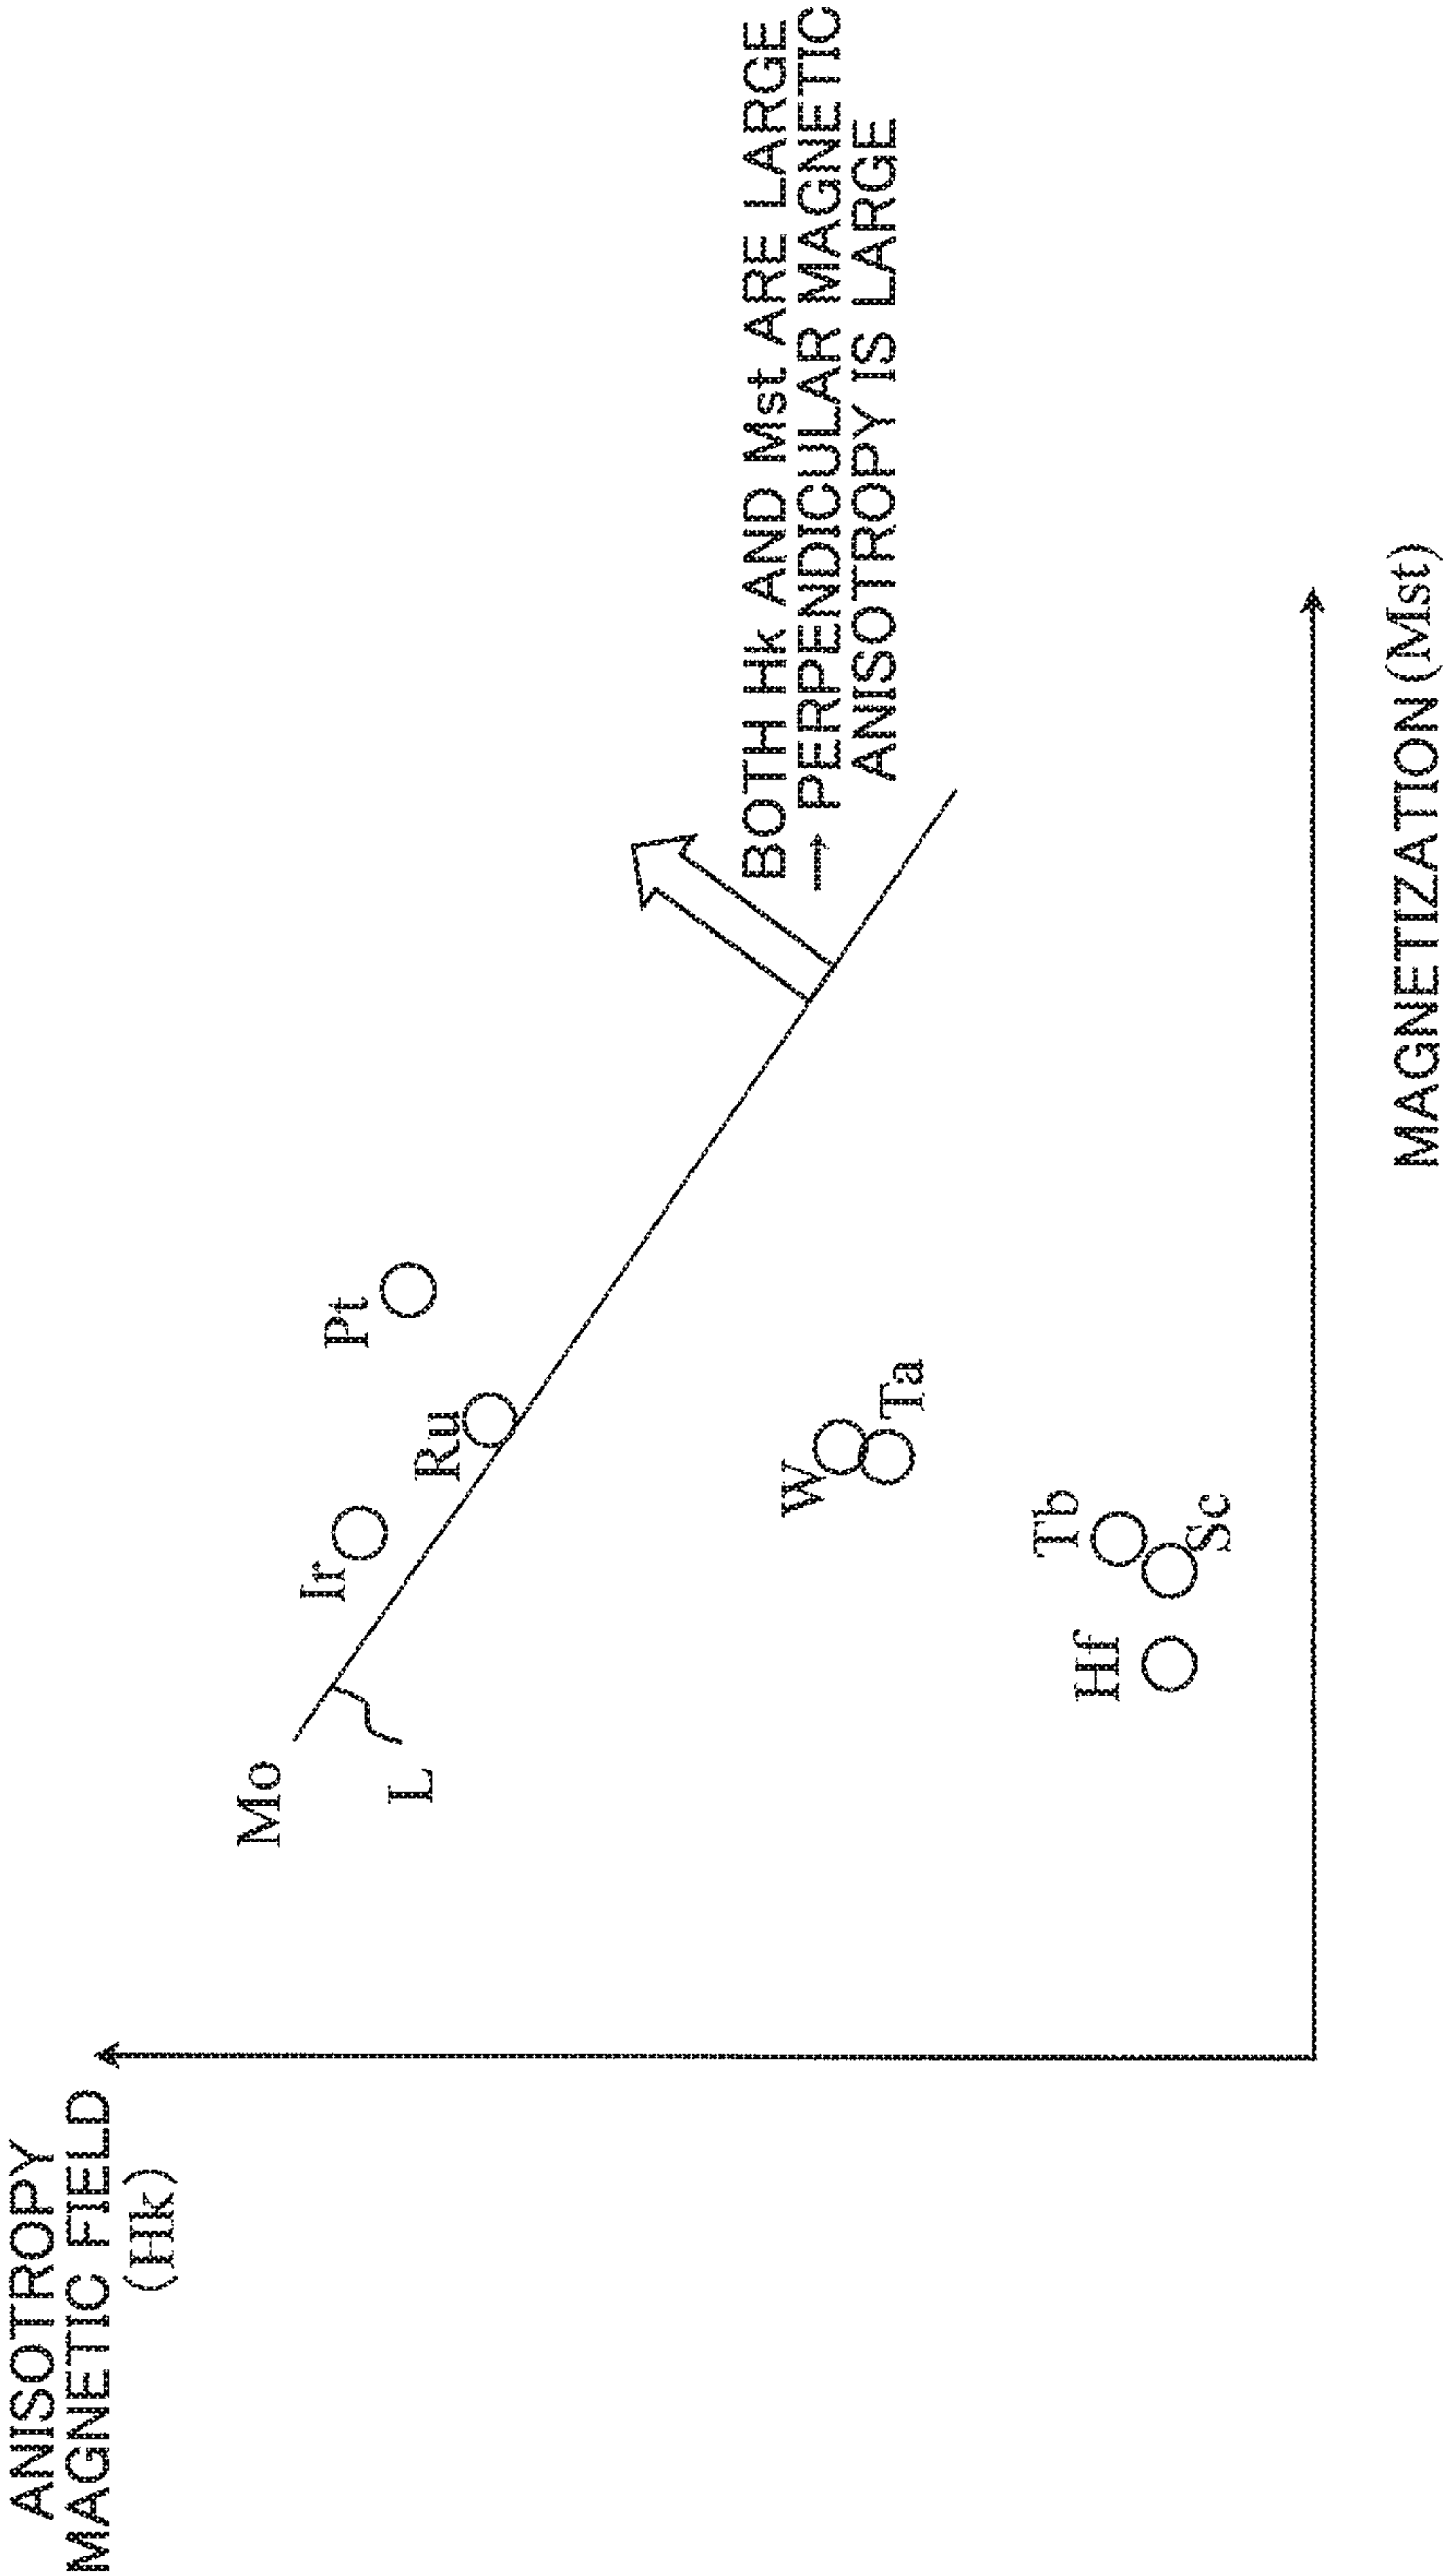 ANISOTROPY
MAGNETIC FIELD
(Hk)
Mo
L
Ir
Ru
Pt
BOTH Hk AND Mst ARE LARGE
→ PERPENDICULAR MAGNETIC
ANISOTROPY IS LARGE
W
Ta
Tb
Sc
Hf
MAGNETIZATION (Mst)